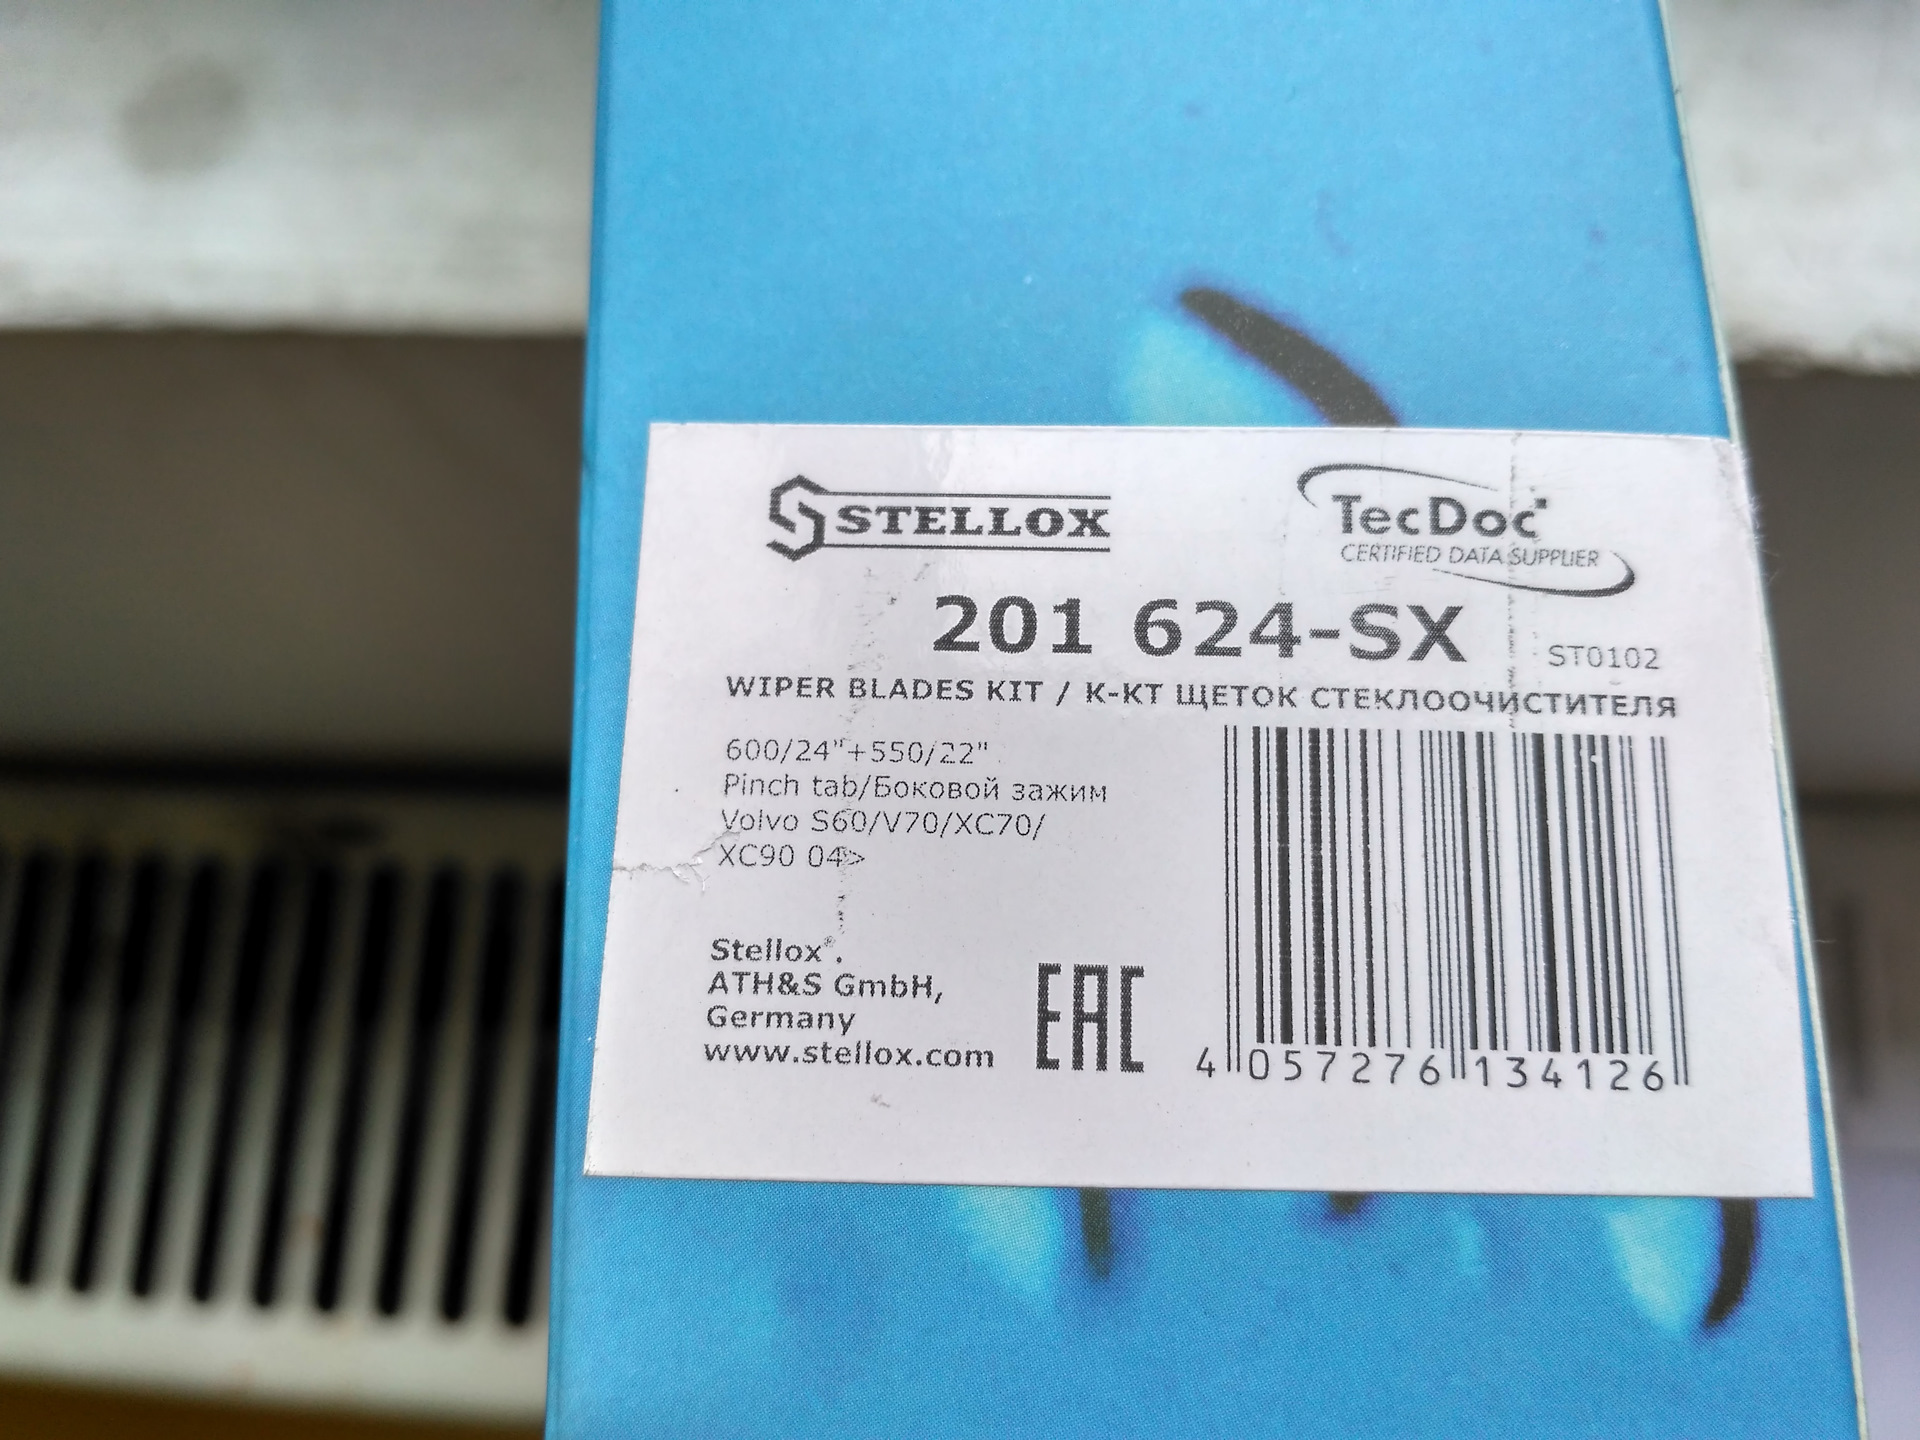 STELLOX
TecDoc
CERTIFIED DATA SUPPLIER
201 624-SX
ST0102
WIPER BLADES KIT / К-КТ ЩЕТОК СТЕКЛООЧИСТИТЕЛЯ
600/24"+550/22"
Pinch tab/Боковой зажим
Volvo S60/V70/XC70/
XC90 04>
Stellox®.
ATH&S GmbH,
Germany
www.stellox.com
EAC
4 057276 134126